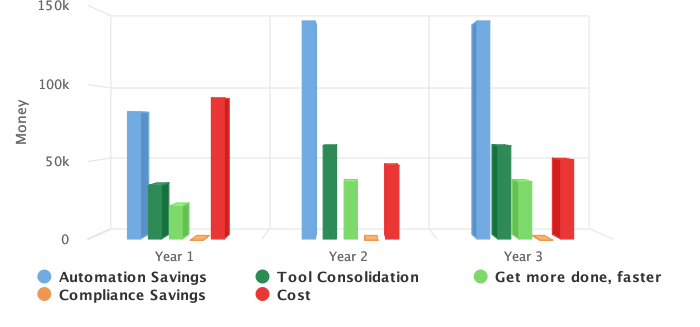 150k
100k
50k
0
Money
Year 1 Year 2 Year 3
Automation Savings Tool Consolidation Get more done, faster
Compliance Savings Cost